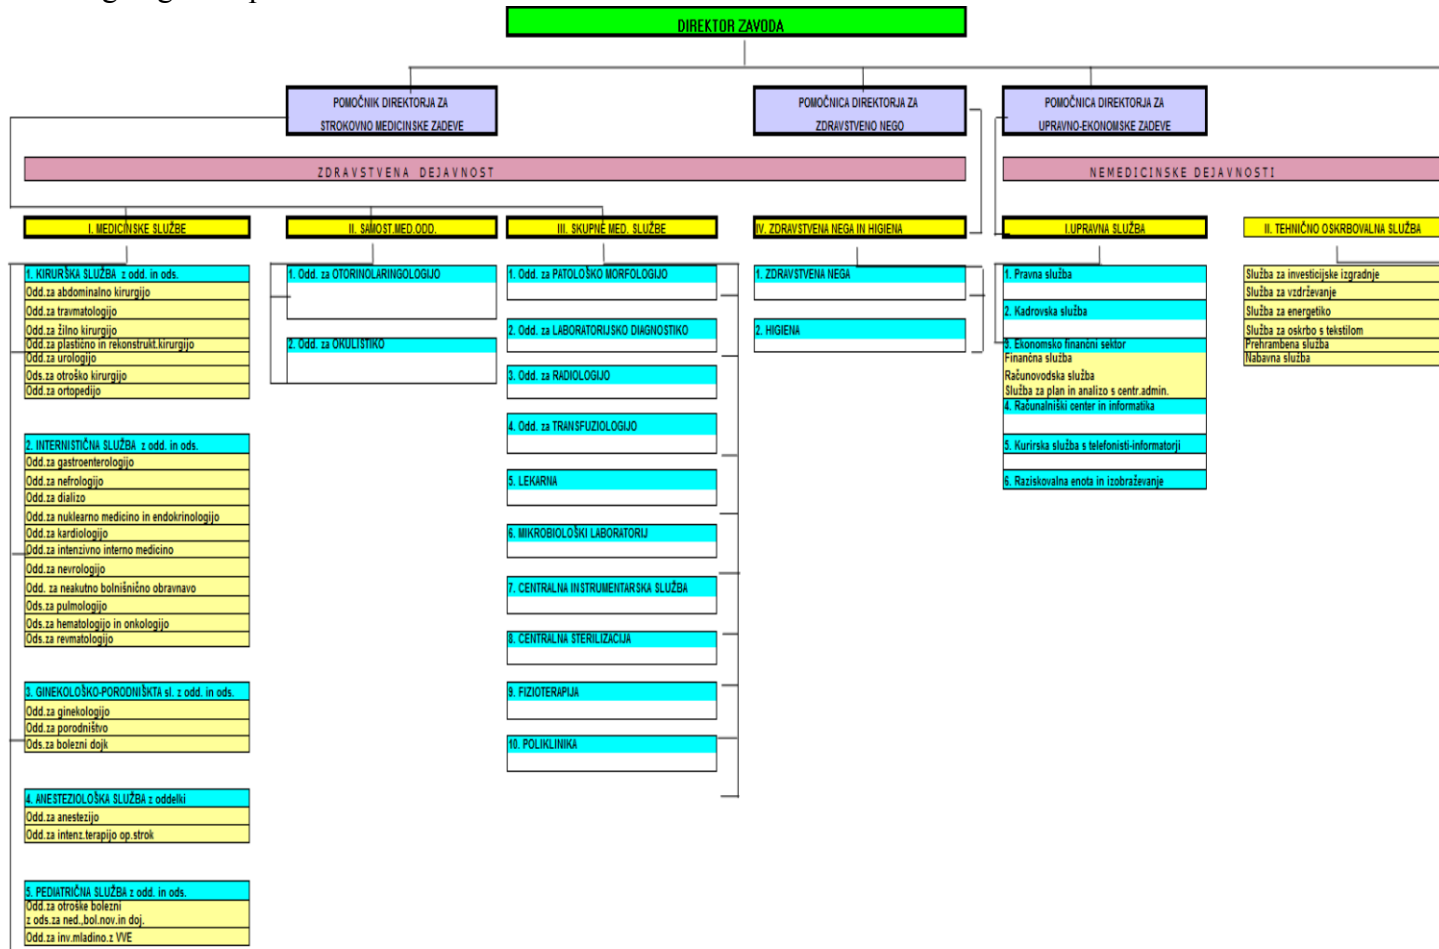 DIREKTOR ZAVODA
POMOČNIK DIREKTORJA ZA
STROKOVNO MEDICINSKE ZADEVE
POMOČNICA DIREKTORJA ZA
ZDRAVSTVENO NEGO
POMOČNICA DIREKTORJA ZA
UPRAVNO-EKONOMSKE ZADEVE
ZDRAVSTVENA DEJAVNOST
NEMEDICINSKE DEJAVNOSTI
I. MEDICINSKE SLUŽBE
1. KIRURŠKA SLUŽBA z odd. in ods.
Odd.za abdominalno kirurgijo
Odd.za travmatologijo
Odd.za žilno kirurgijo
Odd.za plastično in rekonstrukt.kirurgijo
Odd.za urologijo
Ods.za otroško kirurgijo
Odd.za ortopedijo
2. INTERNISTIČNA SLUŽBA z odd. in ods.
Odd.za gastroenterologijo
Odd.za nefrologijo
Odd.za dializo
Odd.za nuklearno medicino in endokrinologijo
Odd.za kardiologijo
Odd.za intenzivno interno medicino
Odd.za nevrologijo
Odd. za neakutno bolnišnično obravnavo
Ods.za pulmologijo
Ods.za hematologijo in onkologijo
Ods.za revmatologijo
3. GINEKOLOŠKO-PORODNIŠKTA sl. z odd. in ods.
Odd.za ginekologijo
Odd.za porodništvo
Ods.za bolezni dojk
4. ANESTEZIOLOŠKA SLUŽBA z oddelki
Odd.za anestezijo
Odd.za intenz.terapijo op.strok
5. PEDIATRIČNA SLUŽBA z odd. in ods.
Odd.za otroške bolezni
z ods.za ned.,bol.nov.in doj.
Odd.za inv.mladino.z VVE
II. SAMOST.MED.ODD.
1. Odd. za OTORINOLARINGOLOGIJO
2. Odd. za OKULISTIKO
III. SKUPNE MED. SLUŽBE
1. Odd. za PATOLOŠKO MORFOLOGIJO
2. Odd. za LABORATORIJSKO DIAGNOSTIKO
3. Odd. za RADIOLOGIJO
4. Odd. za TRANSFUZIOLOGIJO
5. LEKARNA
6. MIKROBIOLOŠKI LABORATORIJ
7. CENTRALNA INSTRUMENTARSKA SLUŽBA
8. CENTRALNA STERILIZACIJA
9. FIZIOTERAPIJA
10. POLIKLINIKA
IV. ZDRAVSTVENA NEGA IN HIGIENA
1. ZDRAVSTVENA NEGA
2. HIGIENA
I.UPRAVNA SLUŽBA
1. Pravna služba
2. Kadrovska služba
3. Ekonomsko finančni sektor
Finančna služba
Računovodska služba
Služba za plan in analizo s centr.admin.
4. Računalniški center in informatika
5. Kurirska služba s telefonisti-informatorji
6. Raziskovalna enota in izobraževanje
II. TEHNIČNO OSKRBOVALNA SLUŽBA
Služba za investicijske izgradnje
Služba za vzdrževanje
Služba za energetiko
Služba za oskrbo s tekstilom
Prehrambena služba
Nabavna služba